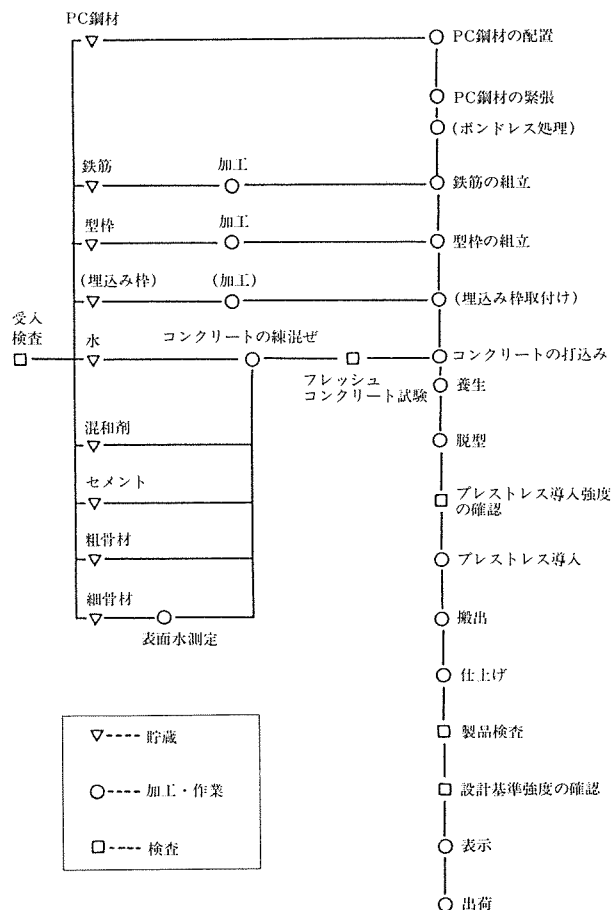 PC鋼材
PC鋼材の配置
PC鋼材の緊張
(ボンドレス処理)
鉄筋
加工
鉄筋の組立
型枠
加工
型枠の組立
(埋込み枠)
(加工)
(埋込み枠取付け)
受入
検査
水
コンクリートの練混ぜ
コンクリートの打込み
フレッシュ
コンクリート試験
養生
混和剤
脱型
セメント
プレストレス導入強度
の確認
粗骨材
プレストレス導入
細骨材
表面水測定
搬出
仕上げ
貯蔵
製品検査
加工・作業
設計基準強度の確認
検査
表示
出荷